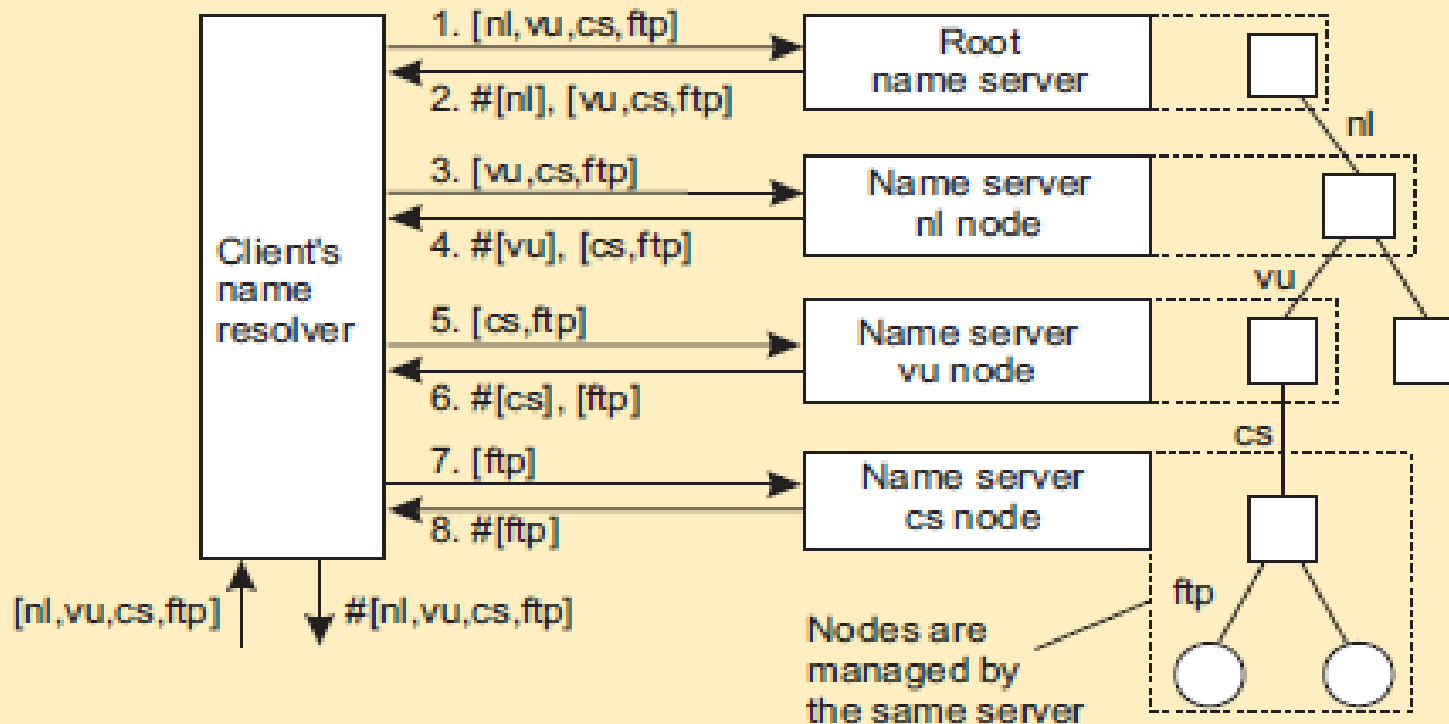 1. [nl,vu,cs,ftp]
2. #[nl], [vu,cs,ftp]
3. [vu,cs,ftp]
4. #[vu], [cs,ftp]
5. [cs,ftp]
6. #[cs], [ftp]
7. [ftp]
8. #[ftp]
Client's
name
resolver
[nl,vu,cs,ftp]
#[nl,vu,cs,ftp]
Root
name server
Name server
nl node
Name server
vu node
Name server
cs node
nl
vu
cs
ftp
Nodes are
managed by
the same server